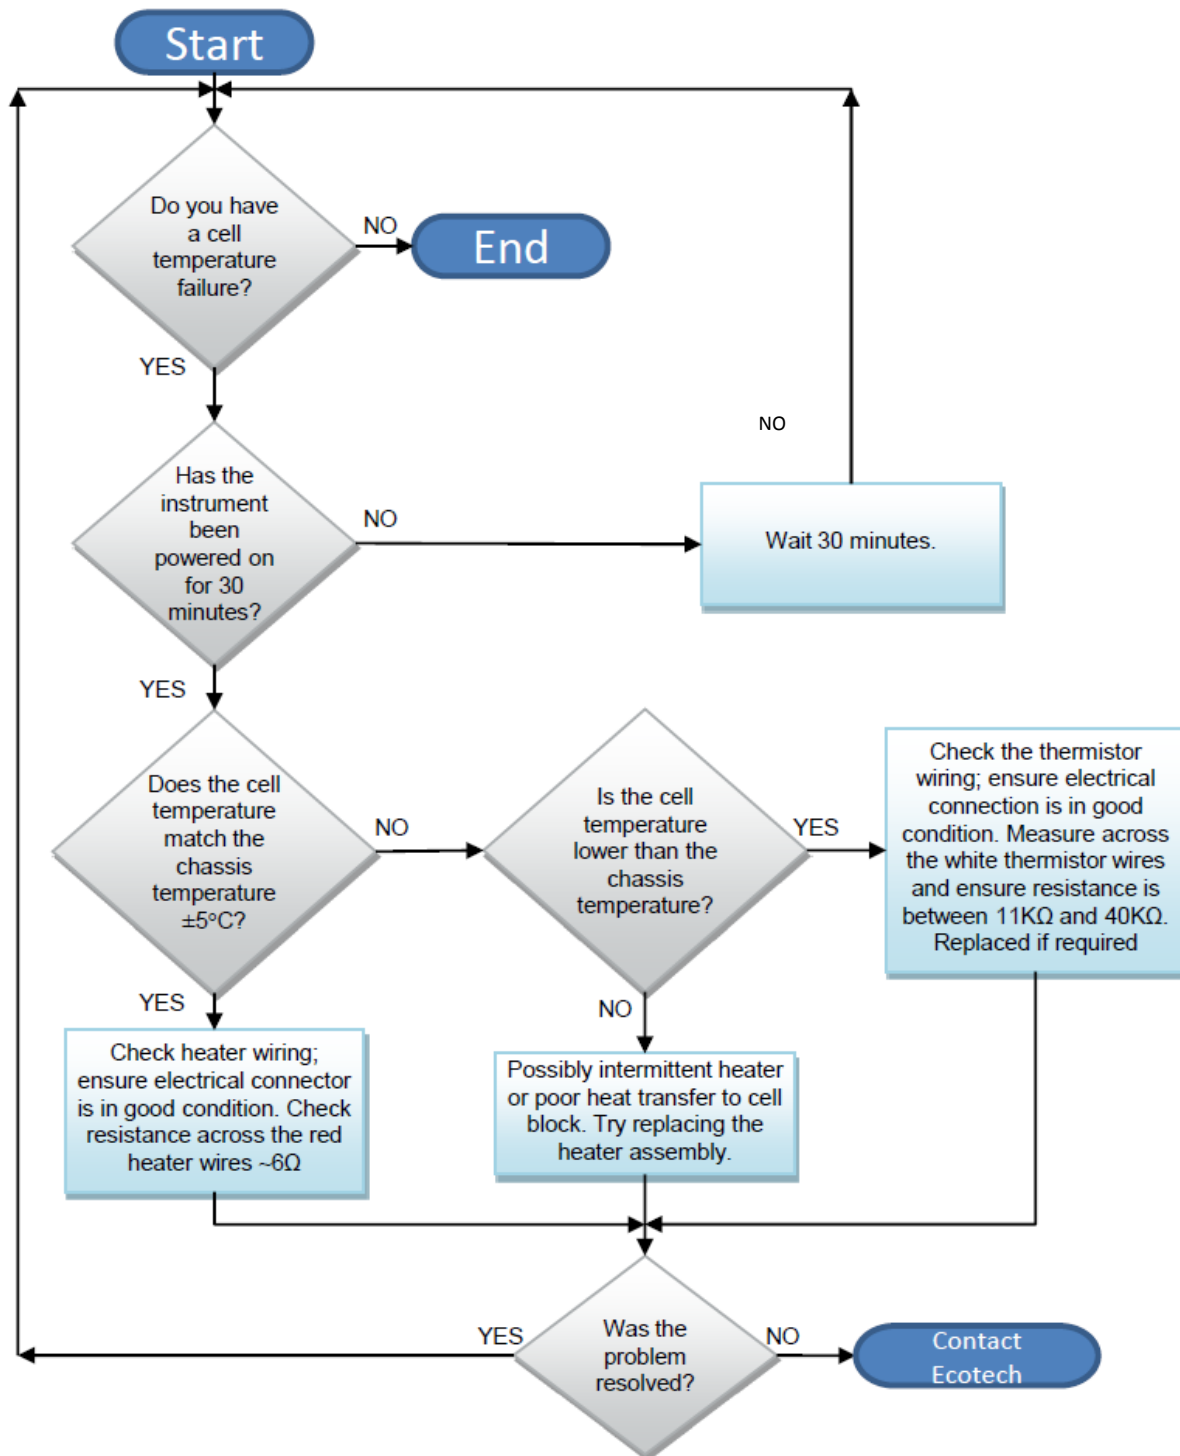 Start
Do you have
a cell
temperature
failure?
NO
End
YES
NO
Has the
instrument
been
powered on
for 30
minutes?
NO
Wait 30 minutes.
YES
Does the cell
temperature
match the
chassis
temperature
±5°C?
NO
Is the cell
temperature
lower than the
chassis
temperature?
YES
Check the thermistor
wiring; ensure electrical
connection is in good
condition. Measure across
the white thermistor wires
and ensure resistance is
between 11KΩ and 40KΩ.
Replaced if required
YES
NO
Check heater wiring;
ensure electrical connector
is in good condition. Check
resistance across the red
heater wires ~6Ω
Possibly intermittent heater
or poor heat transfer to cell
block. Try replacing the
heater assembly.
YES
Was the
problem
resolved?
NO
Contact
Ecotech